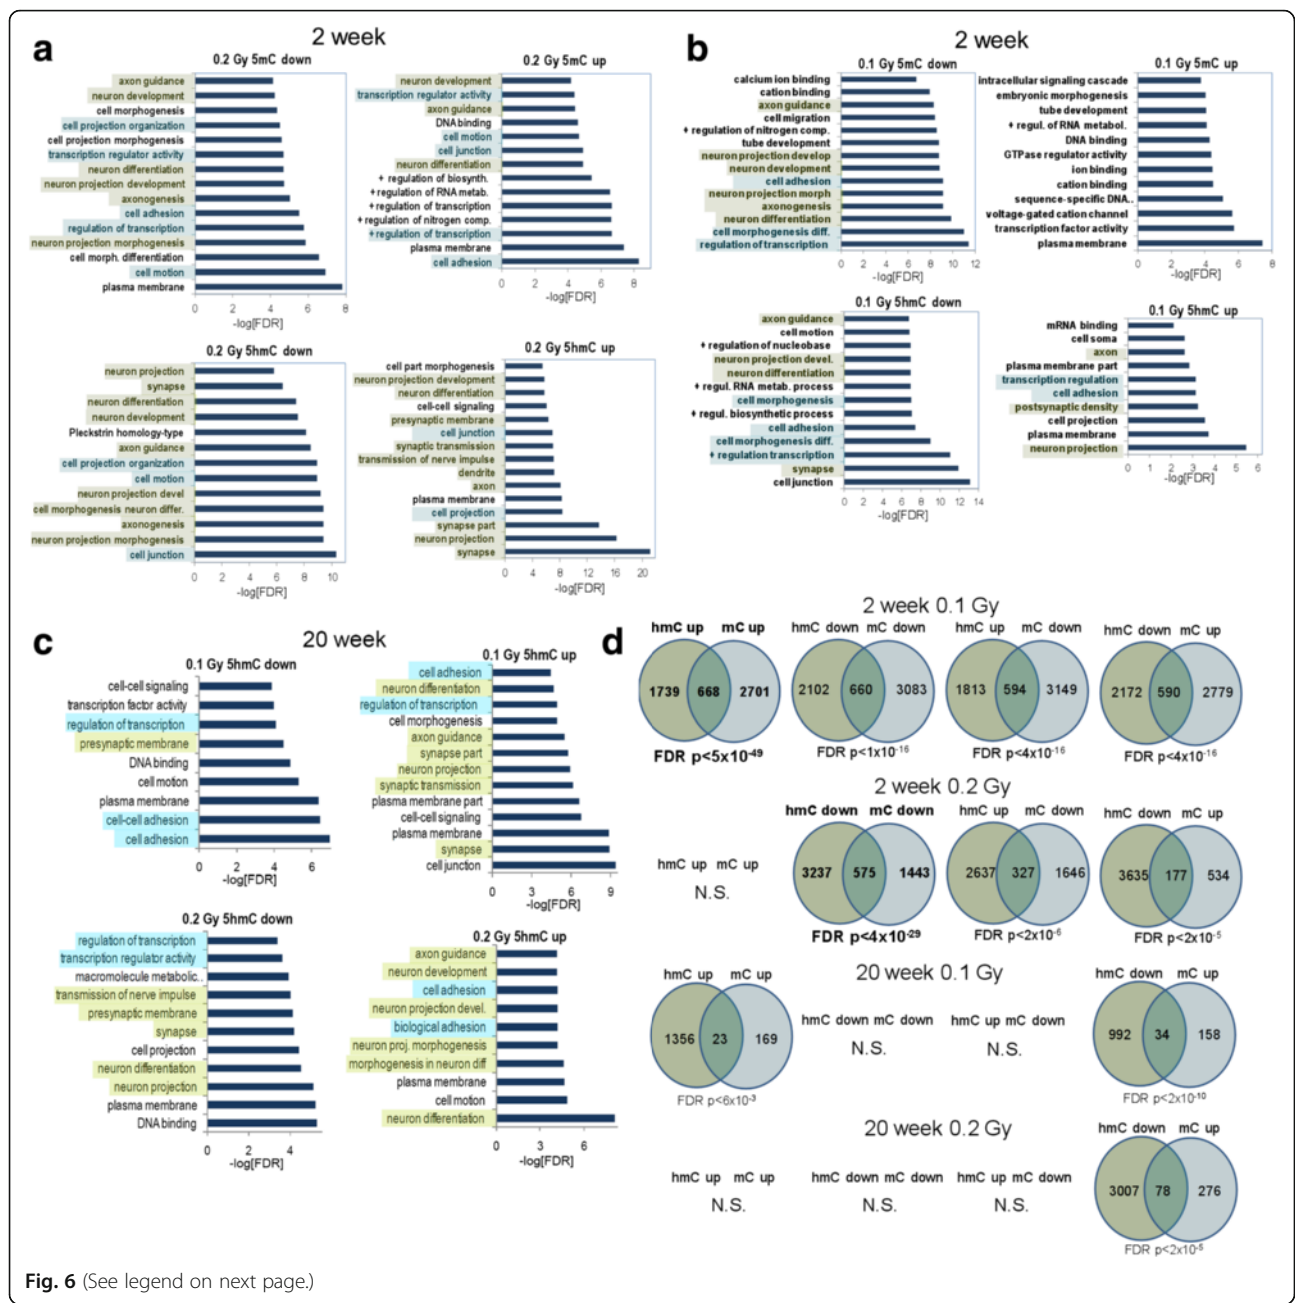 a
2 week
0.2 Gy 5mC down
axon guidance
neuron development
cell morphogenesis
cell projection organization
cell projection morphogenesis
transcription regulator activity
neuron differentiation
neuron projection development
axonogenesis
cell adhesion
regulation of transcription
neuron projection morphogenesis
cell morph. differentiation
cell motion
plasma membrane
0 2 4 6 8
-log[FDR]
0.2 Gy 5mC up
neuron development
transcription regulator activity
axon guidance
DNA binding
cell motion
cell junction
neuron differentiation
+ regulation of biosynth.
+ regulation of RNA metab.
+ regulation of transcription
+ regulation of nitrogen comp.
+ regulation of transcription
plasma membrane
cell adhesion
0 2 4 6 8
-log[FDR]
0.2 Gy 5hmC down
neuron projection
synapse
neuron differentiation
neuron development
Pleckstrin homology-type
axon guidance
cell projection organization
cell motion
neuron projection devel
cell morphogenesis neuron differ.
axonogenesis
neuron projection morphogenesis
cell junction
0 2 4 6 8 10
-log[FDR]
0.2 Gy 5hmC up
cell part morphogenesis
neuron projection development
neuron differentiation
cell-cell signaling
presynaptic membrane
cell junction
synaptic transmission
transmission of nerve impulse
dendrite
axon
plasma membrane
cell projection
synapse part
neuron projection
synapse
0 4 8 12 16 20
-log[FDR]
b
2 week
0.1 Gy 5mC down
calcium ion binding
cation binding
axon guidance
cell migration
+ regulation of nitrogen comp.
tube development
neuron projection develop
neuron development
cell adhesion
neuron projection morph
axonogenesis
neuron differentiation
cell morphogenesis diff.
regulation of transcription
0 2 4 6 8 10 12
-log[FDR]
0.1 Gy 5mC up
intracellular signaling cascade
embryonic morphogenesis
tube development
+ regul. of RNA metabol.
DNA binding
GTPase regulator activity
ion binding
cation binding
sequence-specific DNA..
voltage-gated cation channel
transcription factor activity
plasma membrane
0 2 4 6 8
-log[FDR]
0.1 Gy 5hmC down
axon guidance
cell motion
+ regulation of nucleobase
neuron projection devel.
neuron differentiation
+ regul. RNA metab. process
cell morphogenesis
+ regul. biosynthetic process
cell adhesion
cell morphogenesis diff.
+ regulation transcription
synapse
cell junction
0 2 4 6 8 10 12 14
-log[FDR]
0.1 Gy 5hmC up
mRNA binding
cell soma
axon
plasma membrane part
transcription regulation
cell adhesion
postsynaptic density
cell projection
plasma membrane
neuron projection
0 1 2 3 4 5 6
-log[FDR]
c
20 week
0.1 Gy 5hmC down
cell-cell signaling
transcription factor activity
regulation of transcription
presynaptic membrane
DNA binding
cell motion
plasma membrane
cell-cell adhesion
cell adhesion
0 2 4 6
-log[FDR]
0.1 Gy 5hmC up
cell adhesion
neuron differentiation
regulation of transcription
cell morphogenesis
axon guidance
synapse part
neuron projection
synaptic transmission
plasma membrane part
cell-cell signaling
plasma membrane
synapse
cell junction
0 3 6 9
-log[FDR]
0.2 Gy 5hmC down
regulation of transcription
transcription regulator activity
macromolecule metabolic..
transmission of nerve impulse
presynaptic membrane
synapse
cell projection
neuron differentiation
neuron projection
plasma membrane
DNA binding
0 2 4
-log[FDR]
0.2 Gy 5hmC up
axon guidance
neuron development
cell adhesion
neuron projection devel.
biological adhesion
neuron proj. morphogenesis
morphogenesis in neuron diff
plasma membrane
cell motion
neuron differentiation
0 3 6
-log[FDR]
d
2 week 0.1 Gy
hmC up mC up hmC down mC down hmC up mC down hmC down mC up
1739 668 2701 2102 660 3083 1813 594 3149 2172 590 2779
FDR p<5x10-49 FDR p<1x10-16 FDR p<4x10-16 FDR p<4x10-16
2 week 0.2 Gy
hmC down mC down hmC up mC down hmC down mC up
hmC up mC up
N.S.
3237 575 1443 2637 327 1646 3635 177 534
FDR p<4x10-29 FDR p<2x10-6 FDR p<2x10-5
20 week 0.1 Gy
hmC up mC up hmC down mC up
hmC down mC down hmC up mC down
N.S. N.S.
1356 23 169 992 34 158
FDR p<6x10-3 FDR p<2x10-10
20 week 0.2 Gy
hmC down mC up
hmC up mC up hmC down mC down hmC up mC down
N.S. N.S. N.S.
3007 78 276
FDR p<2x10-5
Fig. 6 (See legend on next page.)